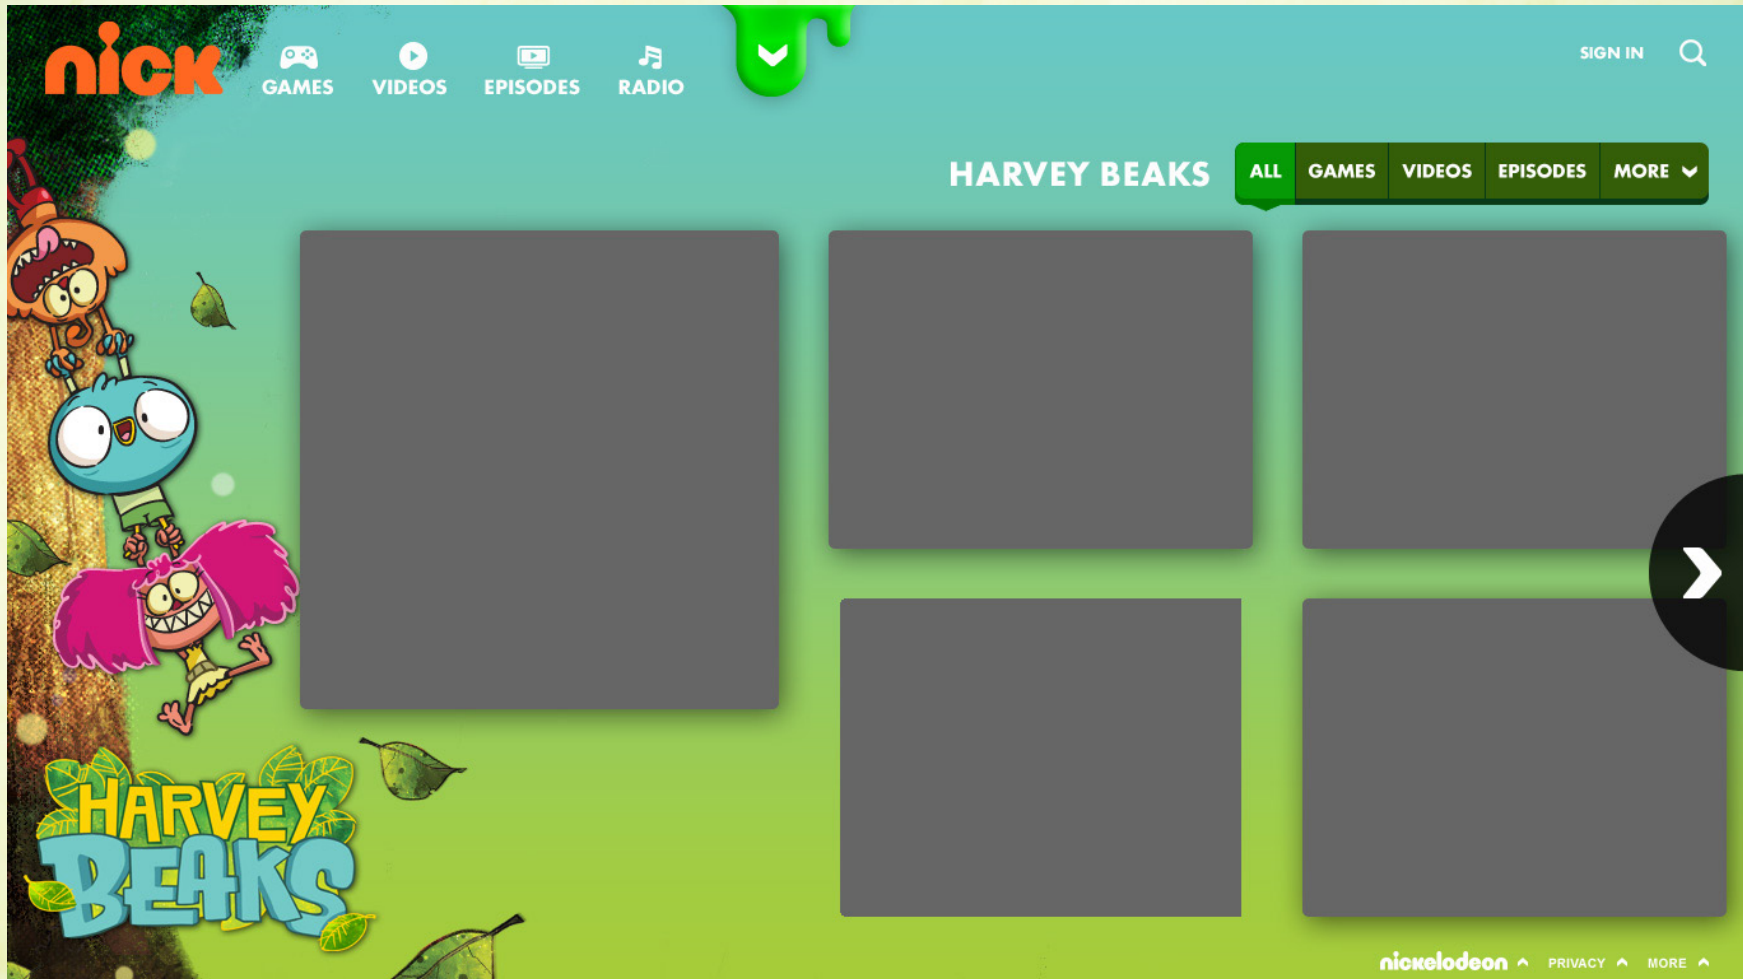 nick
GAMES
VIDEOS
EPISODES
RADIO
SIGN IN
HARVEY BEAKS
ALL
GAMES
VIDEOS
EPISODES
MORE
HARVEY
BEAKS
nickelodeon
PRIVACY
MORE